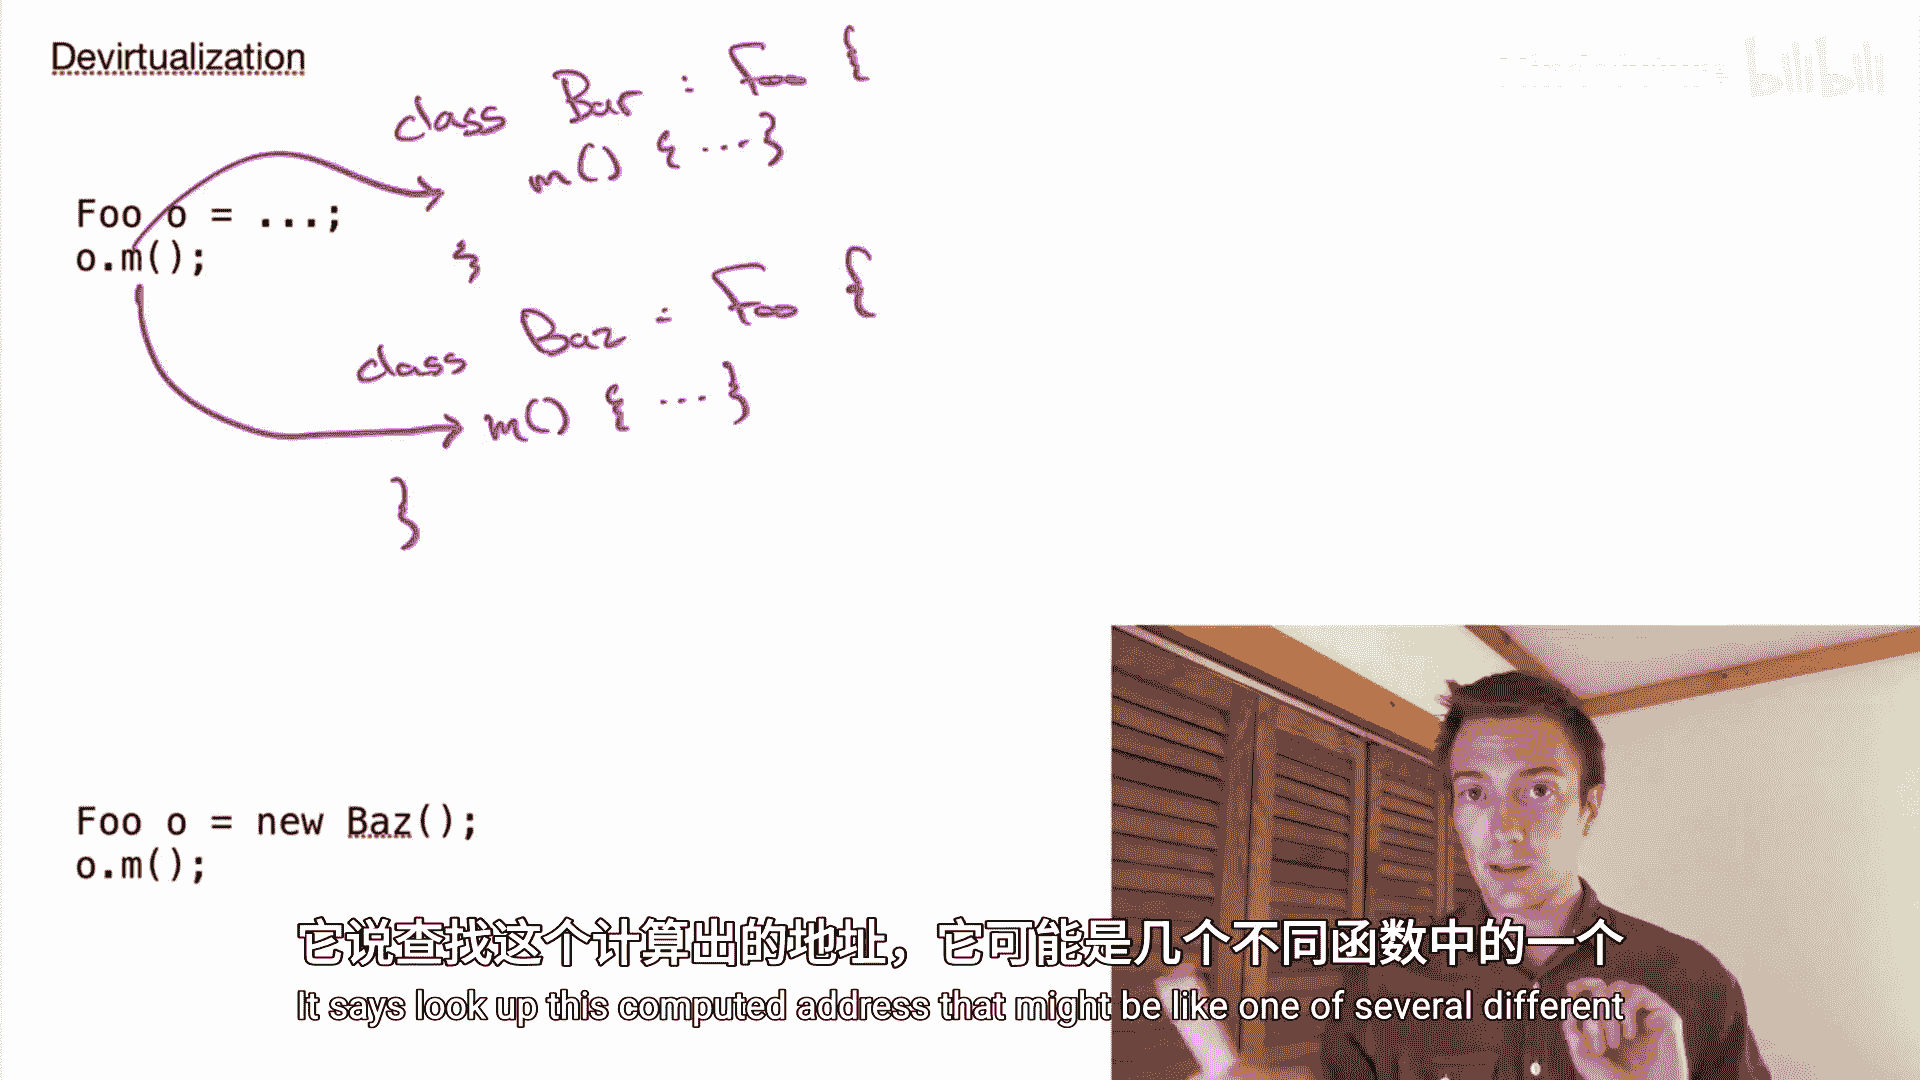 Devirtualization
bilibili
class Bar : Foo {
m() { ... }
}
Foo o = ...;
o.m();
class Baz : Foo {
m() { ... }
}
Foo o = new Baz();
o.m();
它说查找这个计算出的地址，它可能是几个不同函数中的一个
It says look up this computed address that might be like one of several different